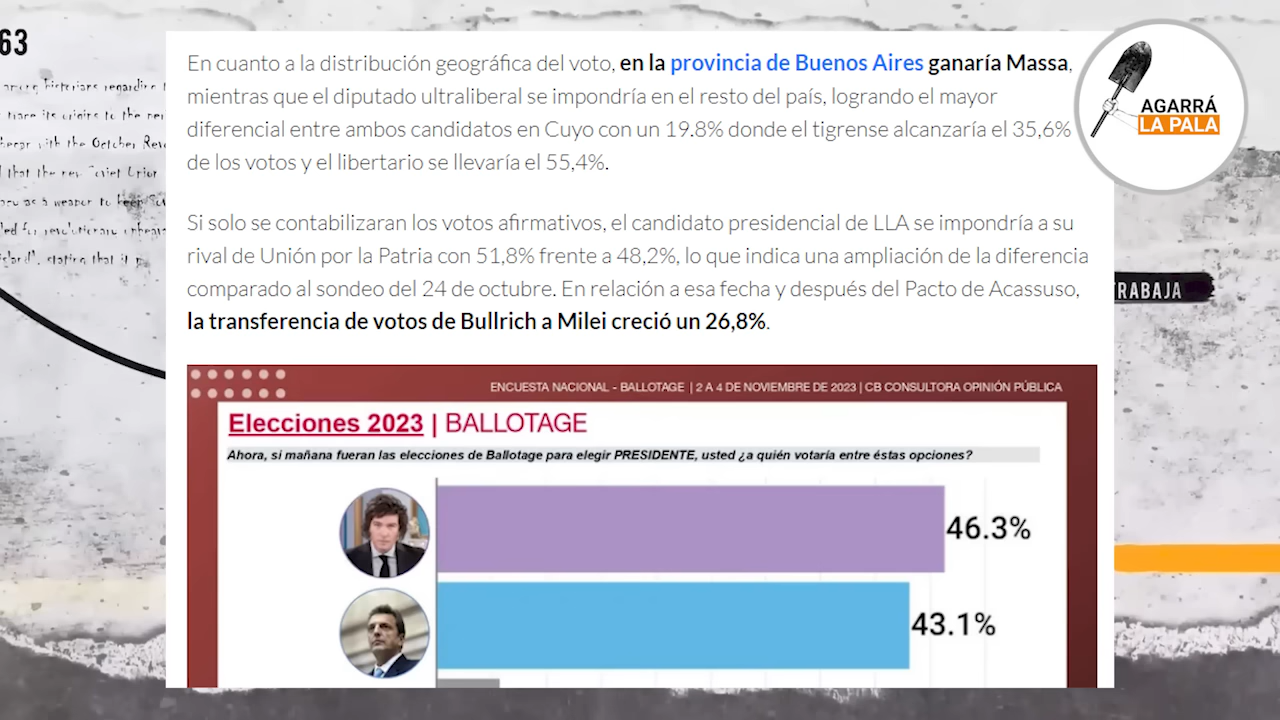 63
En cuanto a la distribución geográfica del voto, en la provincia de Buenos Aires ganaría Massa,
mientras que el diputado ultraliberal se impondría en el resto del país, logrando el mayor
diferencial entre ambos candidatos en Cuyo con un 19.8% donde el tigrense alcanzaría el 35,6%
de los votos y el libertario se llevaría el 55,4%.
AGARRÁ
LA PALA
Si solo se contabilizaran los votos afirmativos, el candidato presidencial de LLA se impondría a su
rival de Unión por la Patria con 51,8% frente a 48,2%, lo que indica una ampliación de la diferencia
comparado al sondeo del 24 de octubre. En relación a esa fecha y después del Pacto de Acassuso,
la transferencia de votos de Bullrich a Milei creció un 26,8%.
TRABAJA
ENCUESTA NACIONAL - BALLOTAGE | 2 A 4 DE NOVIEMBRE DE 2023 | CB CONSULTORA OPINIÓN PÚBLICA
Elecciones 2023 | BALLOTAGE
Ahora, si mañana fueran las elecciones de Ballotage para elegir PRESIDENTE, usted ¿a quién votaría entre éstas opciones?
46.3%
43.1%